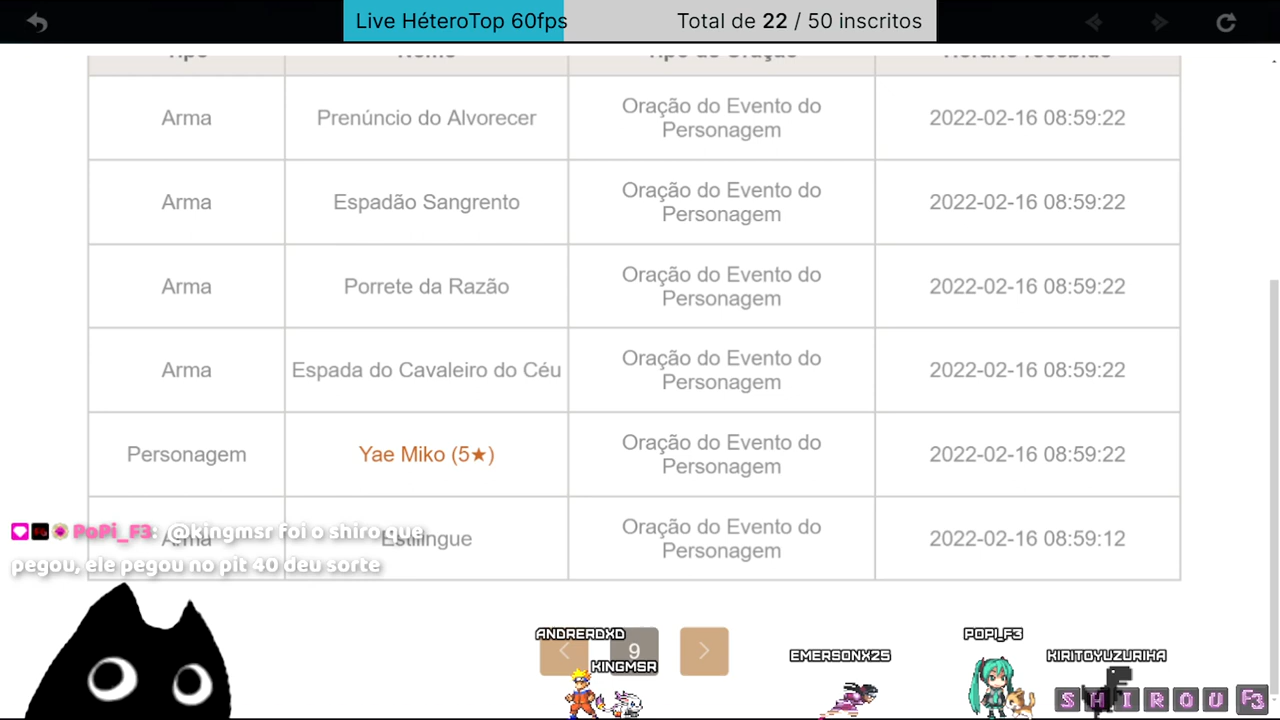 Live HéteroTop 60fps Total de 22 / 50 inscritos
Arma Prenúncio do Alvorecer Oração do Evento do Personagem 2022-02-16 08:59:22
Arma Espadão Sangrento Oração do Evento do Personagem 2022-02-16 08:59:22
Arma Porrete da Razão Oração do Evento do Personagem 2022-02-16 08:59:22
Arma Espada do Cavaleiro do Céu Oração do Evento do Personagem 2022-02-16 08:59:22
Personagem Yae Miko (5★) Oração do Evento do Personagem 2022-02-16 08:59:22
Arma Estilingue Oração do Evento do Personagem 2022-02-16 08:59:12
PoPi_F3: @kingmsr foi o shiro que
pegou, ele pegou no pit 40 deu sorte
< 9 >
ANDREADXD
KINGMSR
EMERSONX25
POPI_F3
KIRITOYUZURIHA
SHIROU F3